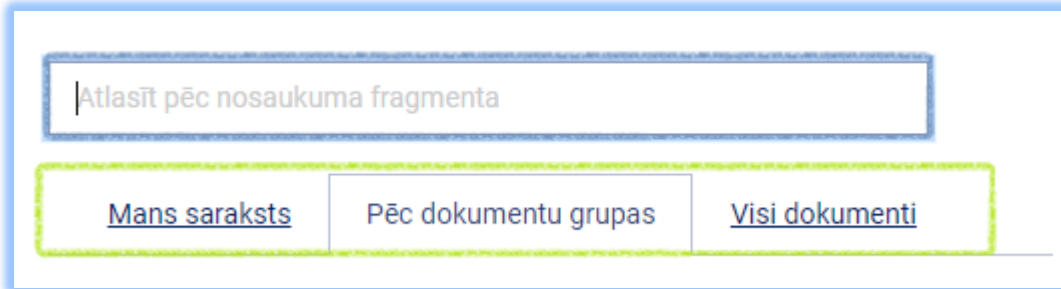 Atlasīt pēc nosaukuma fragmenta
Mans saraksts Pēc dokumentu grupas Visi dokumenti